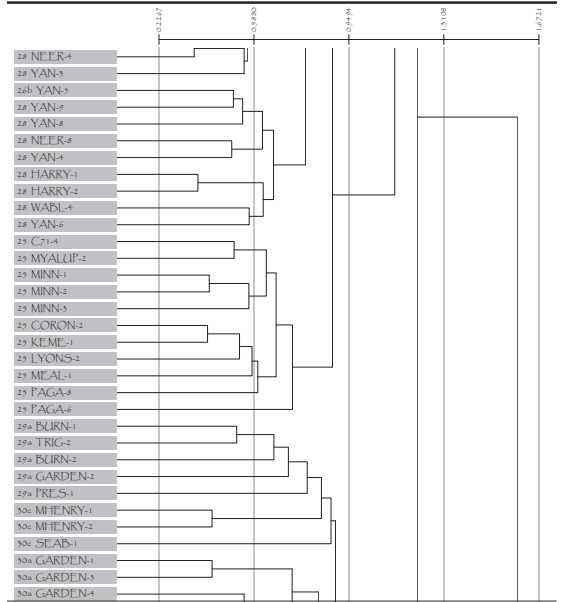 0.2267 0.5880 0.9494 1.3108 1.6721
28 NEER-4
28 YAN-3
26b YAN-5
28 YAN-9
28 YAN-8
28 NEER-8
28 YAN-4
28 HARRY-1
28 HARRY-2
28 WABL-4
28 YAN-6
25 C71-4
25 MYALUP-2
25 MINN-1
25 MINN-2
25 MINN-3
25 CORON-2
25 KEME-1
25 LYONS-2
25 MEAL-1
25 PAGA-8
25 PAGA-6
29a BURN-1
29a TRIG-2
29a BURN-2
29a GARDEN-2
29a PRES-1
30c MHENRY-1
30c MHENRY-2
30c SEAB-1
30a GARDEN-1
30a GARDEN-3
30a GARDEN-4